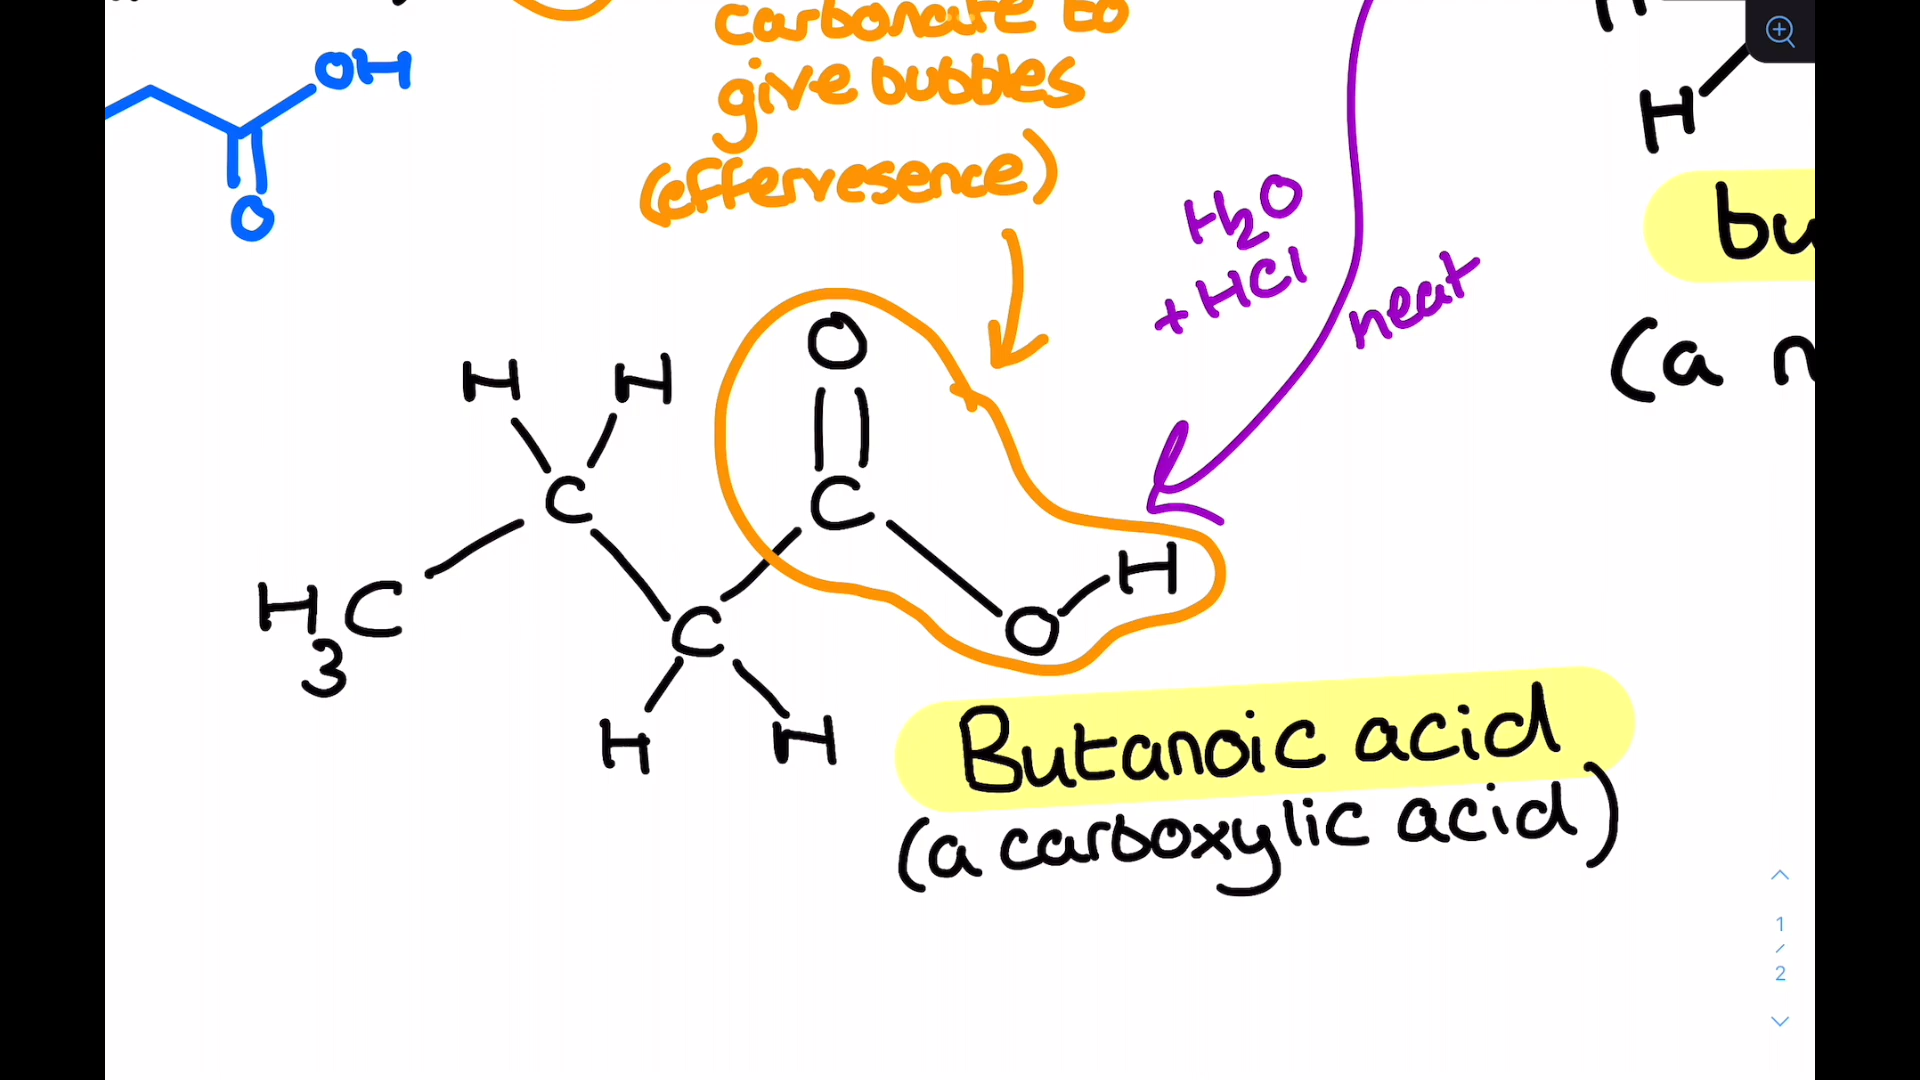 carbonate to
give bubbles
(effervesence)
OH
O
H2O
+ HCl
heat
H
bu
(a n
O
H H
C C
H
H3C
C O
H H
Butanoic acid
(a carboxylic acid)
1
/
2